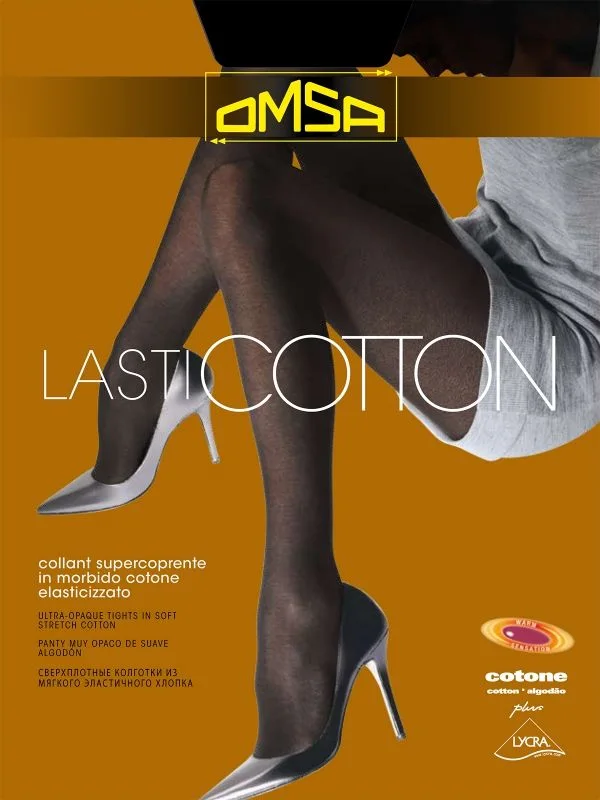 OMSA
LASTICOTTON
collant supercoprente
in morbido cotone
elasticizzato
ULTRA-OPAQUE TIGHTS IN SOFT
STRETCH COTTON
PANTY MUY OPACO DE SUAVE
ALGODÓN
СВЕРХПЛОТНЫЕ КОЛГОТКИ ИЗ
МЯГКОГО ЭЛАСТИЧНОГО ХЛОПКА
WARM
SENSATION
cotone
cotton • algodão
plus
LYCRA.